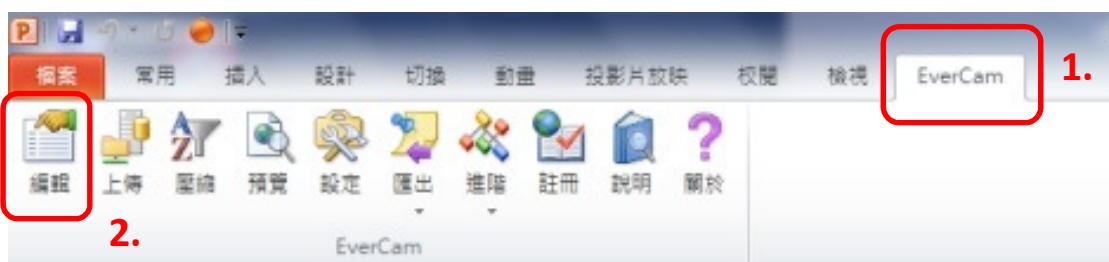 檔案 常用 插入 設計 切換 動畫 投影片放映 校閱 檢視 EverCam 1.
編輯 上傳 壓縮 預覽 設定 匯出 進階 註冊 說明 關於
2.
EverCam